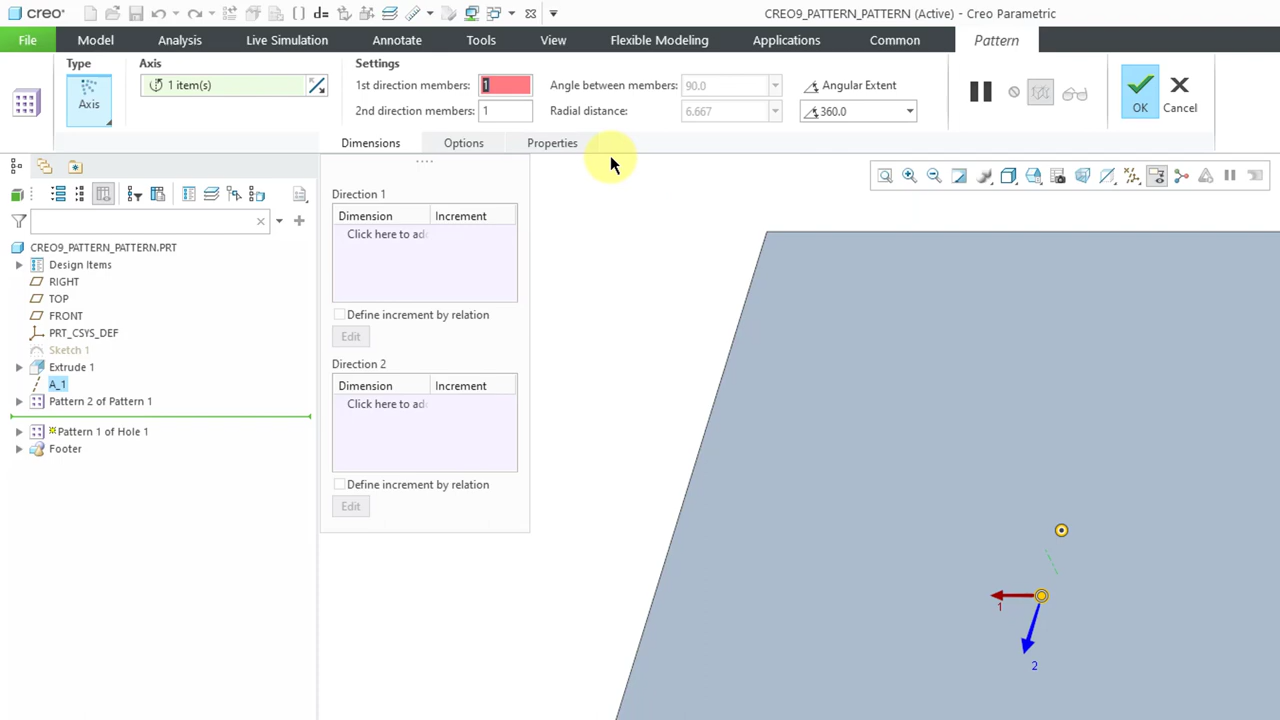 creo
d=
CREO9_PATTERN_PATTERN (Active) - Creo Parametric
File
Model
Analysis
Live Simulation
Annotate
Tools
View
Flexible Modeling
Applications
Common
Pattern
Type
Axis
Settings
Axis
1 item(s)
1st direction members:
1
Angle between members:
90.0
Angular Extent
2nd direction members:
1
Radial distance:
6.667
360.0
OK
Cancel
Dimensions
Options
Properties
Direction 1
Dimension
Increment
Click here to ad
Define increment by relation
Edit
Direction 2
Dimension
Increment
Click here to ad
Define increment by relation
Edit
CREO9_PATTERN_PATTERN.PRT
Design Items
RIGHT
TOP
FRONT
PRT_CSYS_DEF
Sketch 1
Extrude 1
A_1
Pattern 2 of Pattern 1
Pattern 1 of Hole 1
Footer
1
2